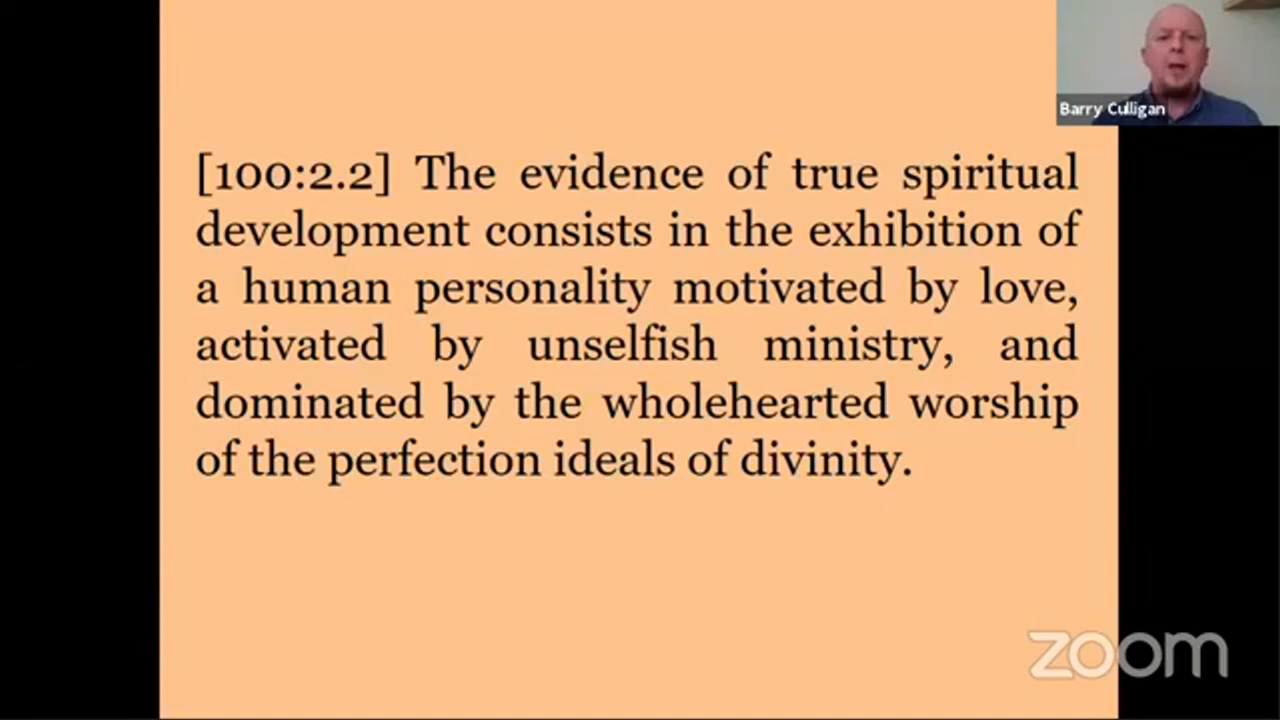 Barry Culligan
[100:2.2] The evidence of true spiritual
development consists in the exhibition of
a human personality motivated by love,
activated by unselfish ministry, and
dominated by the wholehearted worship
of the perfection ideals of divinity.
zoom